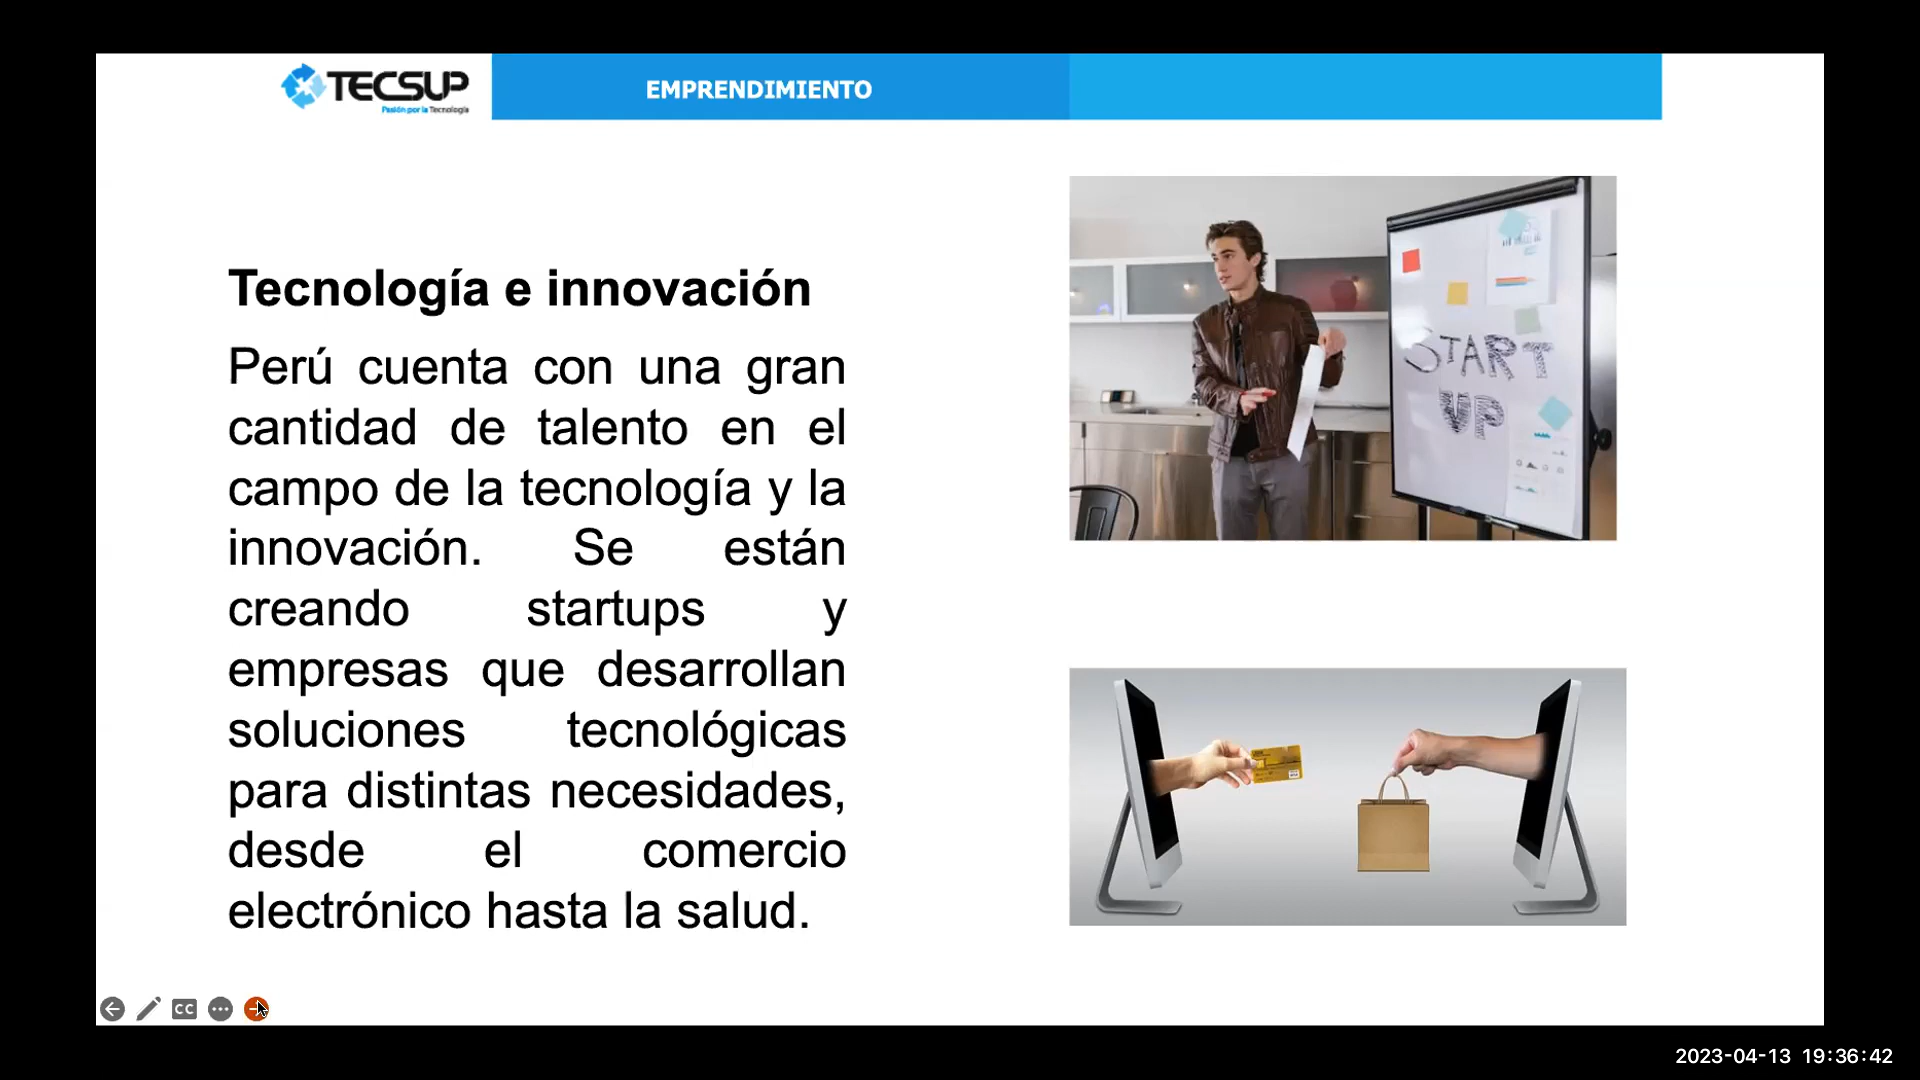 TECSUP
Pasión por la Tecnología
EMPRENDIMIENTO
Tecnología e innovación
Perú cuenta con una gran
cantidad de talento en el
campo de la tecnología y la
innovación. Se están
creando startups y
empresas que desarrollan
soluciones tecnológicas
para distintas necesidades,
desde el comercio
electrónico hasta la salud.
START
UP
CC
2023-04-13 19:36:42